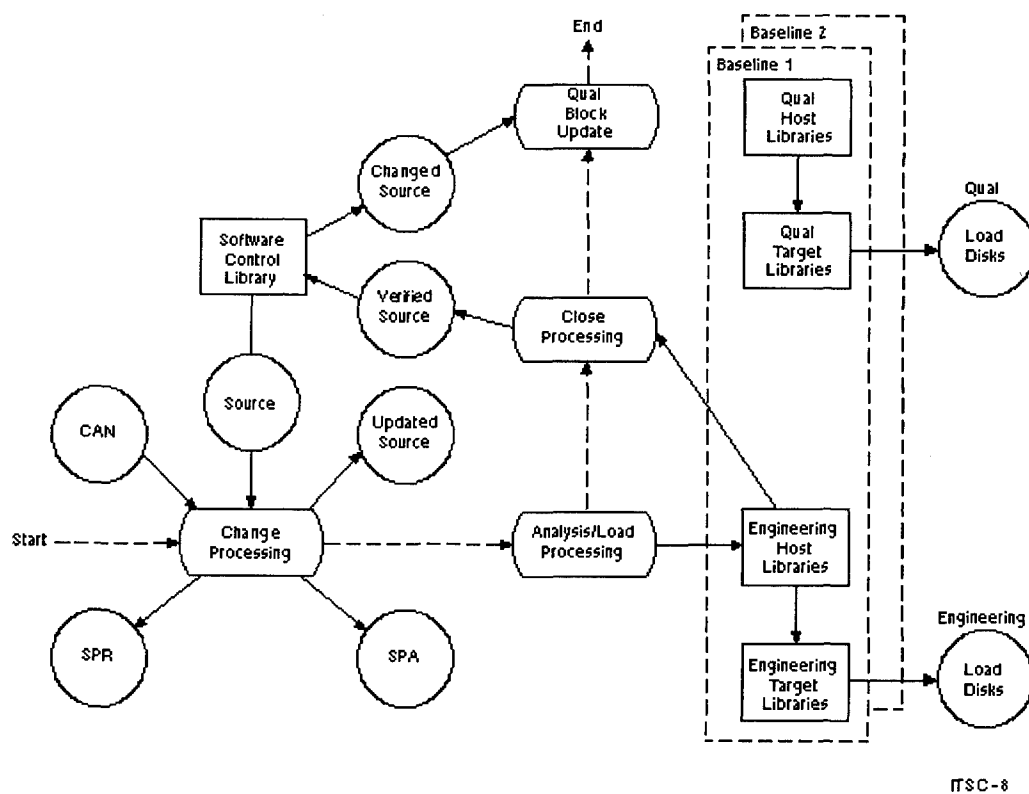 End
Baseline 2
Baseline 1
Qual
Block
Update
Qual
Host
Libraries
Changed
Source
Qual
Software
Control
Library
Qual
Target
Libraries
Load
Disks
Verified
Source
Close
Processing
Source
Updated
Source
CAN
Start
Change
Processing
Analysis/Load
Processing
Engineering
Host
Libraries
Engineering
SPR
SPA
Engineering
Target
Libraries
Load
Disks
ITSC-8